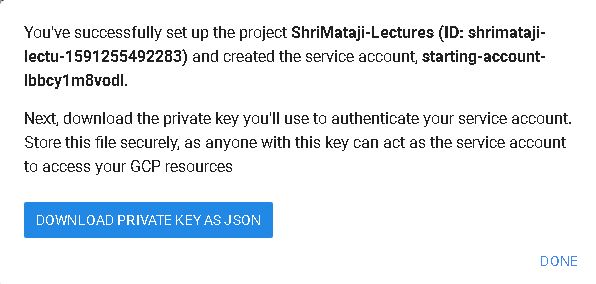 You've successfully set up the project ShriMataji-Lectures (ID: shrimataji-
lectu-1591255492283) and created the service account, starting-account-
lbbcy1m8vodl.
Next, download the private key you'll use to authenticate your service account.
Store this file securely, as anyone with this key can act as the service account
to access your GCP resources
DOWNLOAD PRIVATE KEY AS JSON
DONE